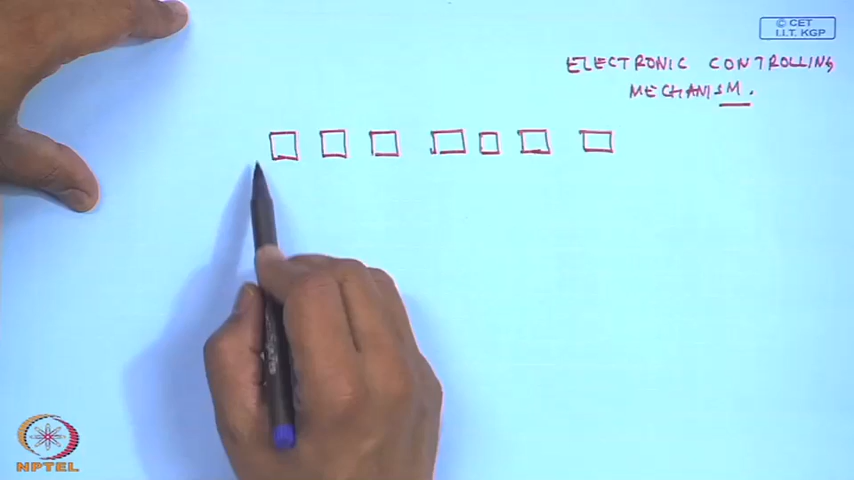 © CET
I.I.T. KGP
ELECTRONIC CONTROLLING
MECHANISM.
NPTEL